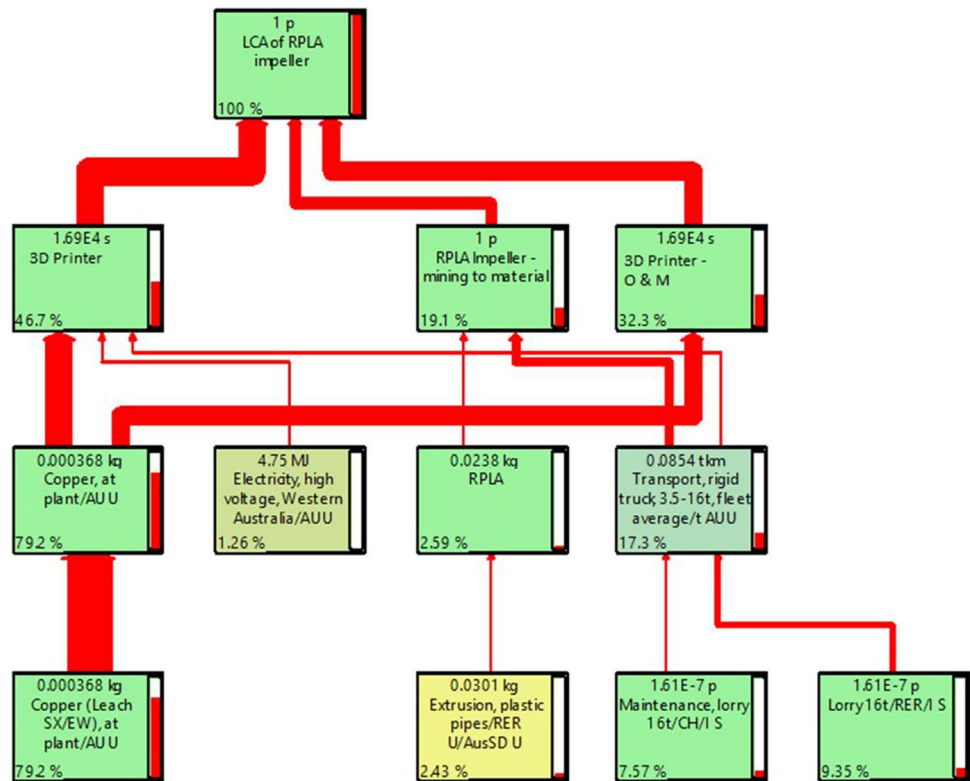 1 p
LCA of RPLA
impeller
100 %
1.69E4 s
3D Printer
46.7 %
1 p
RPLA Impeller -
mining to material
19.1 %
1.69E4 s
3D Printer -
O & M
32.3 %
0.000368 kg
Copper, at
plant/AU U
79.2 %
4.75 MJ
Electricity, high
voltage, Western
Australia/AU U
1.26 %
0.0238 kg
RPLA
2.59 %
0.0854 tkm
Transport, rigid
truck, 3.5-16t, fleet
average/t AU U
17.3 %
0.000368 kg
Copper (Leach
SX/EW), at
plant/AU U
79.2 %
0.0301 kg
Extrusion, plastic
pipes/RER
U/AusSD U
2.43 %
1.61E-7 p
Maintenance, lorry
16t/CH/I S
7.57 %
1.61E-7 p
Lorry 16t/RER/I S
9.35 %